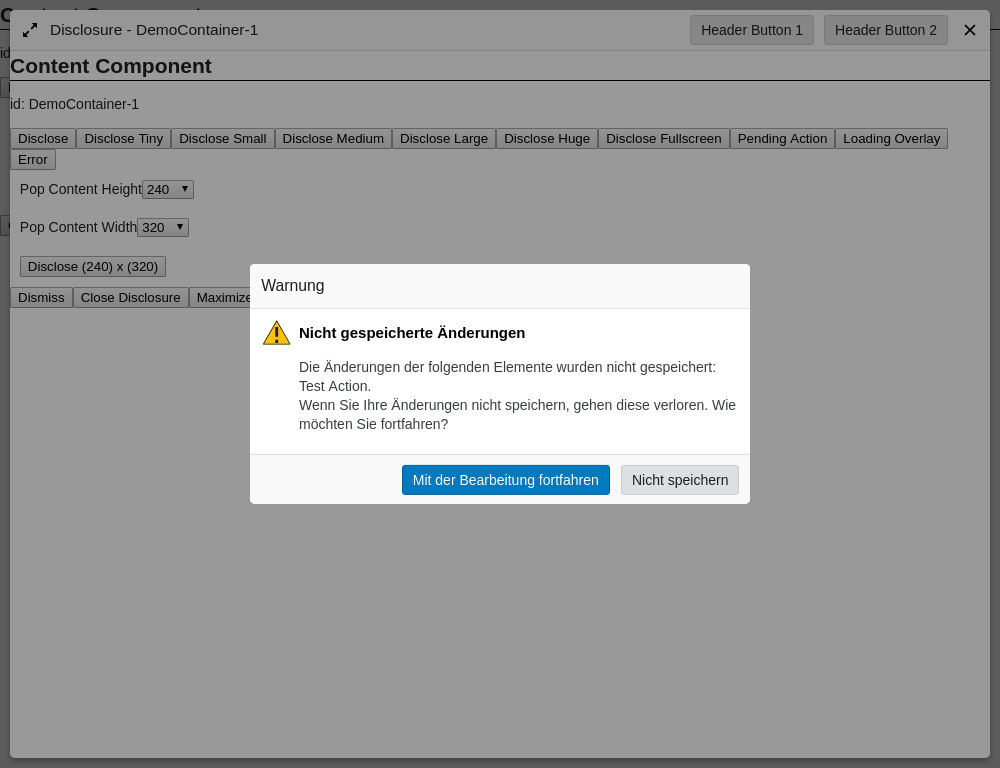 Disclosure - DemoContainer-1
Header Button 1
Header Button 2
Content Component
id: DemoContainer-1
Disclose
Disclose Tiny
Disclose Small
Disclose Medium
Disclose Large
Disclose Huge
Disclose Fullscreen
Pending Action
Loading Overlay
Error
Pop Content Height 240
Pop Content Width 320
Disclose (240) x (320)
Dismiss
Close Disclosure
Maximize
Warnung
Nicht gespeicherte Änderungen
Die Änderungen der folgenden Elemente wurden nicht gespeichert:
Test Action.
Wenn Sie Ihre Änderungen nicht speichern, gehen diese verloren. Wie
möchten Sie fortfahren?
Mit der Bearbeitung fortfahren
Nicht speichern